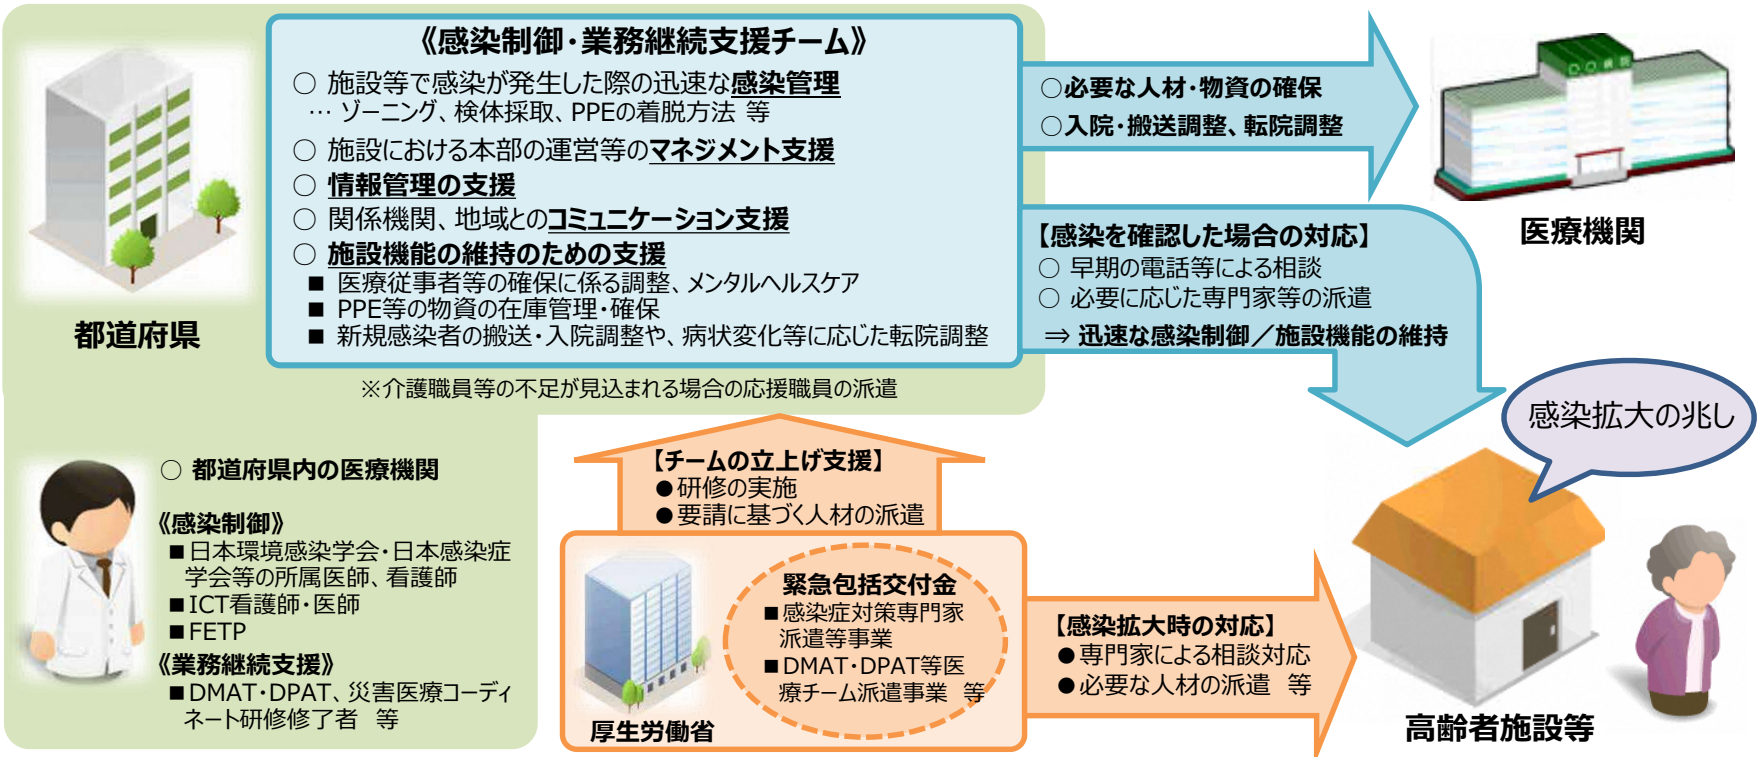 《感染制御・業務継続支援チーム》
○ 施設等で感染が発生した際の迅速な感染管理
… ゾーニング、検体採取、PPEの着脱方法 等
○ 施設における本部の運営等のマネジメント支援
○ 情報管理の支援
○ 関係機関、地域とのコミュニケーション支援
○ 施設機能の維持のための支援
■ 医療従事者等の確保に係る調整、メンタルヘルスケア
■ PPE等の物資の在庫管理・確保
■ 新規感染者の搬送・入院調整や、病状変化等に応じた転院調整
都道府県
※介護職員等の不足が見込まれる場合の応援職員の派遣
○必要な人材・物資の確保
○入院・搬送調整、転院調整
○○病院
医療機関
【感染を確認した場合の対応】
○ 早期の電話等による相談
○ 必要に応じた専門家等の派遣
⇒ 迅速な感染制御／施設機能の維持
感染拡大の兆し
○ 都道府県内の医療機関
《感染制御》
■日本環境感染学会・日本感染症
学会等の所属医師、看護師
■ICT看護師・医師
■FETP
《業務継続支援》
■DMAT・DPAT、災害医療コーディ
ネート研修修了者 等
【チームの立上げ支援】
●研修の実施
●要請に基づく人材の派遣
緊急包括交付金
■感染症対策専門家
派遣等事業
■DMAT・DPAT等医
療チーム派遣事業 等
厚生労働省
【感染拡大時の対応】
●専門家による相談対応
●必要な人材の派遣 等
高齢者施設等